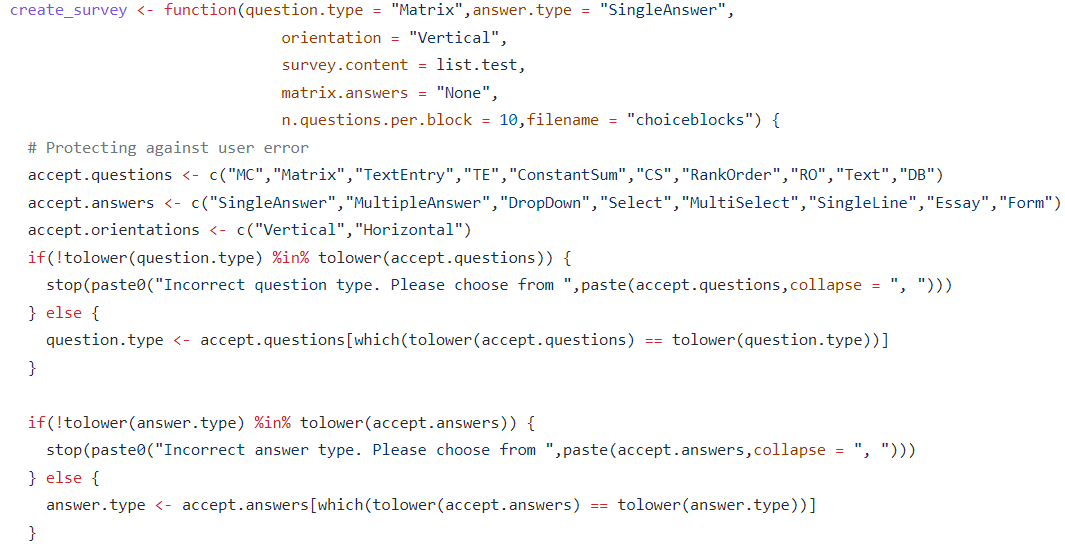 create_survey <- function(question.type = "Matrix",answer.type = "SingleAnswer",
orientation = "Vertical",
survey.content = list.test,
matrix.answers = "None",
n.questions.per.block = 10,filename = "choiceblocks") {
# Protecting against user error
accept.questions <- c("MC","Matrix","TextEntry","TE","ConstantSum","CS","RankOrder","RO","Text","DB")
accept.answers <- c("SingleAnswer","MultipleAnswer","DropDown","Select","MultiSelect","SingleLine","Essay","Form")
accept.orientations <- c("Vertical","Horizontal")
if(!tolower(question.type) %in% tolower(accept.questions)) {
stop(paste0("Incorrect question type. Please choose from ",paste(accept.questions,collapse = ", ")))
} else {
question.type <- accept.questions[which(tolower(accept.questions) == tolower(question.type))]
}
if(!tolower(answer.type) %in% tolower(accept.answers)) {
stop(paste0("Incorrect answer type. Please choose from ",paste(accept.answers,collapse = ", ")))
} else {
answer.type <- accept.answers[which(tolower(accept.answers) == tolower(answer.type))]
}